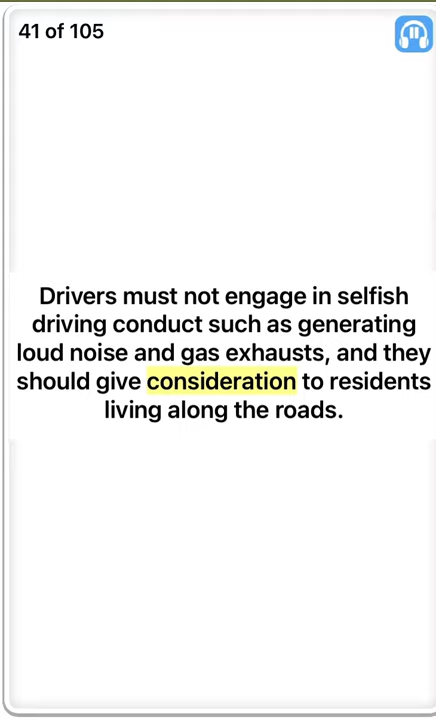 41 of 105
Drivers must not engage in selfish
driving conduct such as generating
loud noise and gas exhausts, and they
should give consideration to residents
living along the roads.